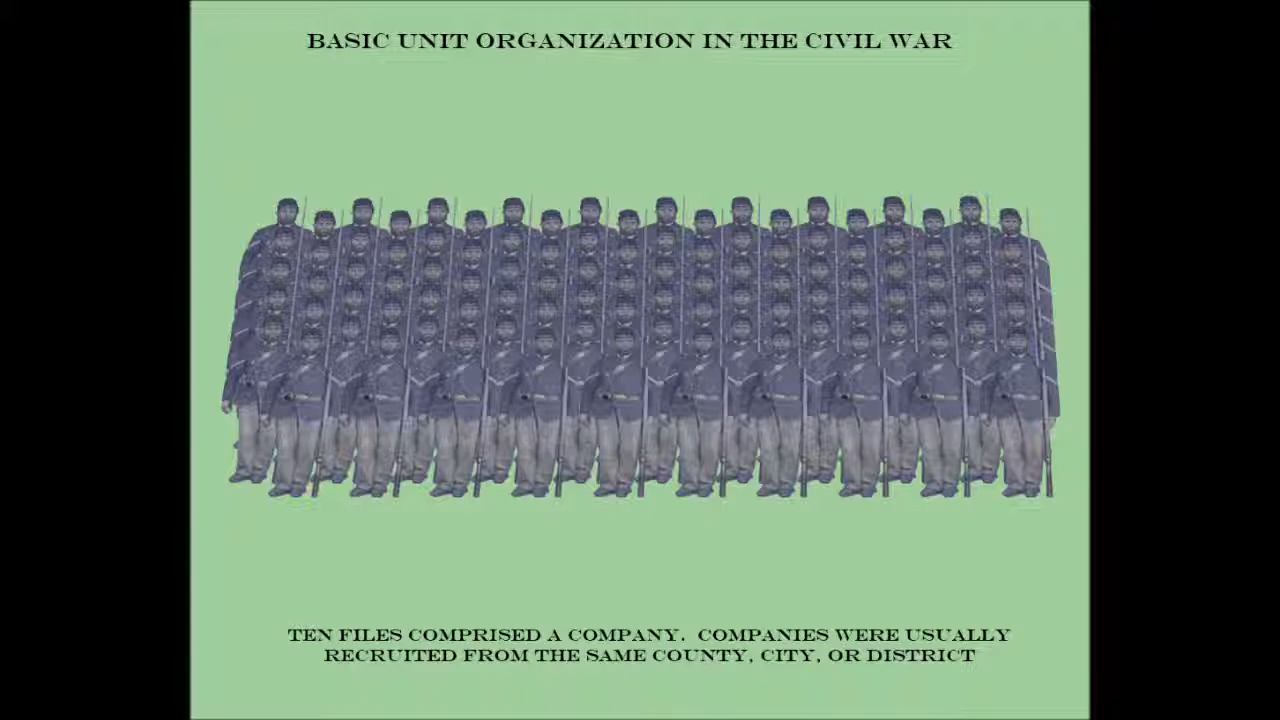 BASIC UNIT ORGANIZATION IN THE CIVIL WAR
TEN FILES COMPRISED A COMPANY. COMPANIES WERE USUALLY
RECRUITED FROM THE SAME COUNTY, CITY, OR DISTRICT